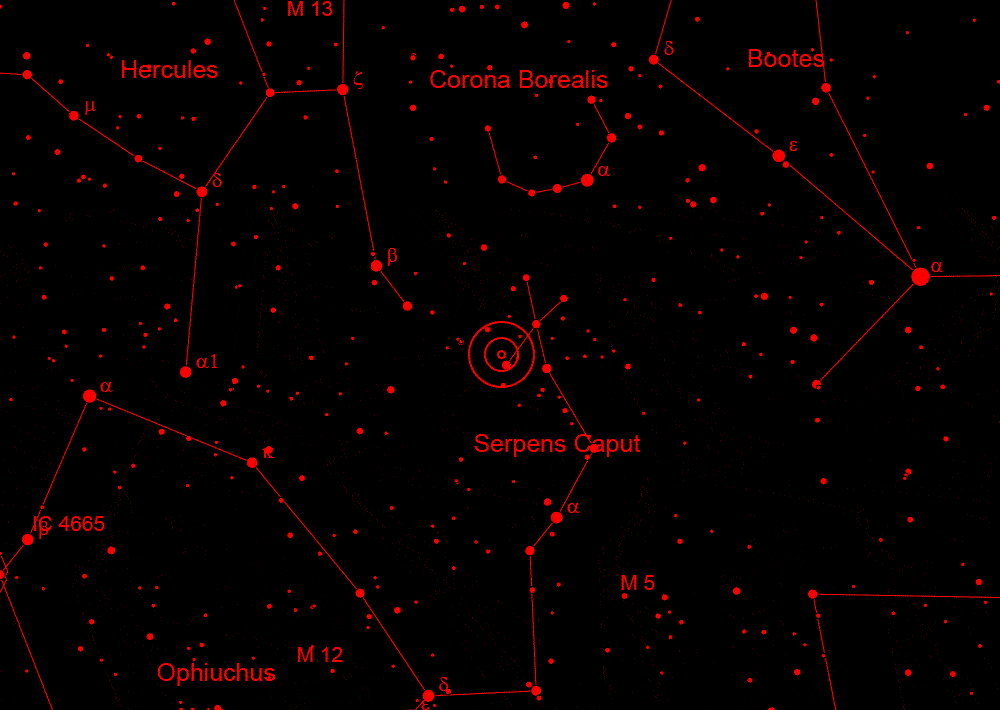 M 13
δ
Hercules
Corona Borealis
Bootes
ζ
μ
ε
α
δ
β
α
α1
α
Serpens Caput
κ
α
IC 4665
β
M 5
M 12
Ophiuchus
δ
ε